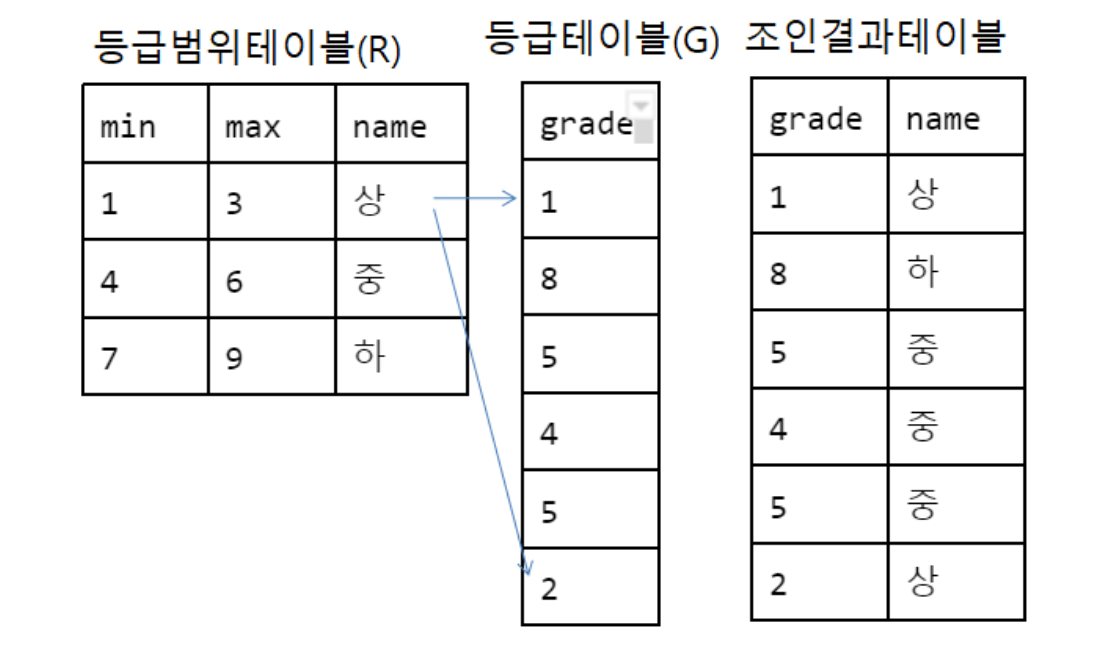 등급범위테이블(R)
min max name
1 3 상
4 6 중
7 9 하
등급테이블(G)
grade
1
8
5
4
5
2
조인결과테이블
grade name
1 상
8 하
5 중
4 중
5 중
2 상